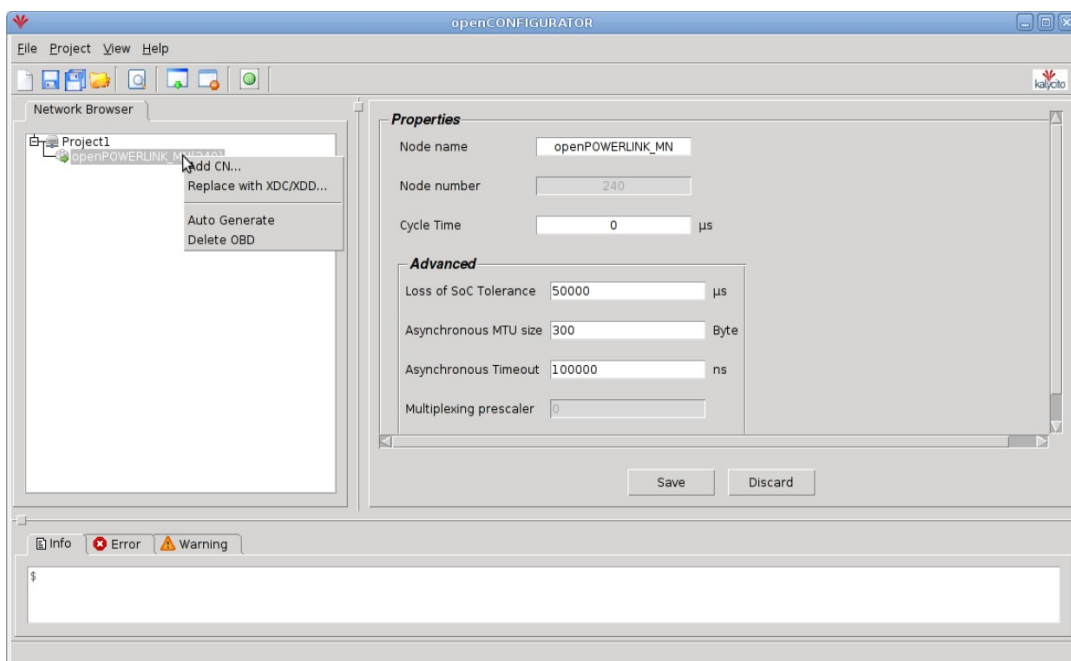 openCONFIGURATOR
File Project View Help
kalycito
Network Browser
Project1
openPOWERLINK_MN(240)
Add CN...
Replace with XDC/XDD...
Auto Generate
Delete OBD
Properties
Node name openPOWERLINK_MN
Node number 240
Cycle Time 0 µs
Advanced
Loss of SoC Tolerance 50000 µs
Asynchronous MTU size 300 Byte
Asynchronous Timeout 100000 ns
Multiplexing prescaler 0
Save Discard
Info Error Warning
$